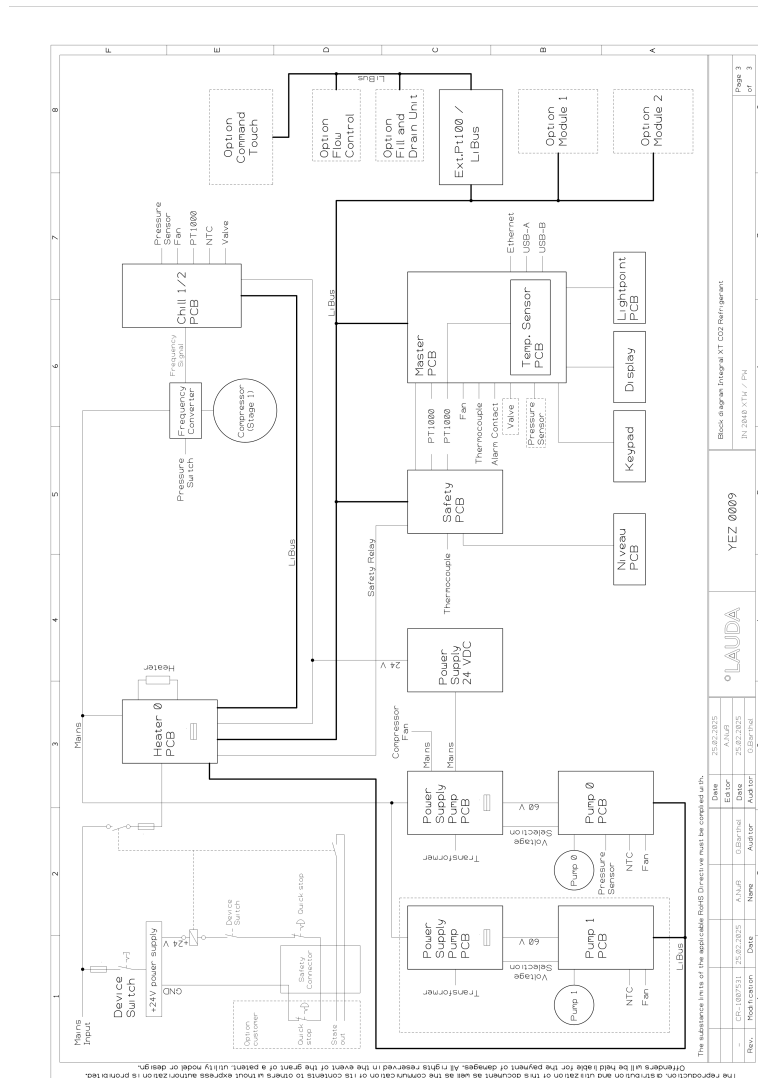 F
E
D
C
B
A
8
7
6
5
4
3
2
1
Option
Command
Touch
Option
Flow
Control
Option
Fill and
Drain Unit
Ext.Pt100 /
LiBus
Option
Module 1
Option
Module 2
LiBus
Pressure
Sensor
Fan
PT1000
NTC
Valve
Chill 1/2
PCB
Frequency
Signal
Frequency
Converter
Compressor
(Stage 1)
Pressure
Switch
LiBus
LiBus
Ethernet
USB-A
USB-B
Master
PCB
Temp. Sensor
PCB
Lightpoint
PCB
Display
Keypad
PT1000
PT1000
Fan
Thermocouple
Alarm Contact
Valve
Pressure
Sensor
Safety
PCB
Safety Relay
Thermocouple
Niveau
PCB
Heater
Heater 0
PCB
Mains
24 V
Power
Supply
24 VDC
Compressor
Fan
Mains
Mains
Power
Supply
Pump
PCB
Transformer
60 V
Voltage
Selection
Pump 0
PCB
Pump 0
Pressure
Sensor
NTC
Fan
Power
Supply
Pump
PCB
Transformer
60 V
Voltage
Selection
Pump 1
PCB
Pump 1
NTC
Fan
LiBus
Mains
Input
Device
Switch
+24V power supply
+24 V
GND
Device
Switch
Quick stop
Safety
connector
Option
customer
Quick
stop
State
out
The substance limits of the applicable RoHS Directive must be complied with.
- CR-1007531 25.02.2025 A.Nuß O.Barthel
Rev. Modification Date Name Auditor
Date 25.02.2025
Editor A.Nuß
Date 25.02.2025
Auditor O.Barthel
LAUDA
YEZ 0009
Block diagram Integral XT CO2 Refrigerant
IN 2040 XTW / PW
Page 3
of 3
The reproduction, distribution and utilization of this document as well as the communication of its contents to others without express authorization is prohibited.
Offenders will be held liable for the payment of damages. All rights reserved in the event of the grant of a patent, utility model or design.